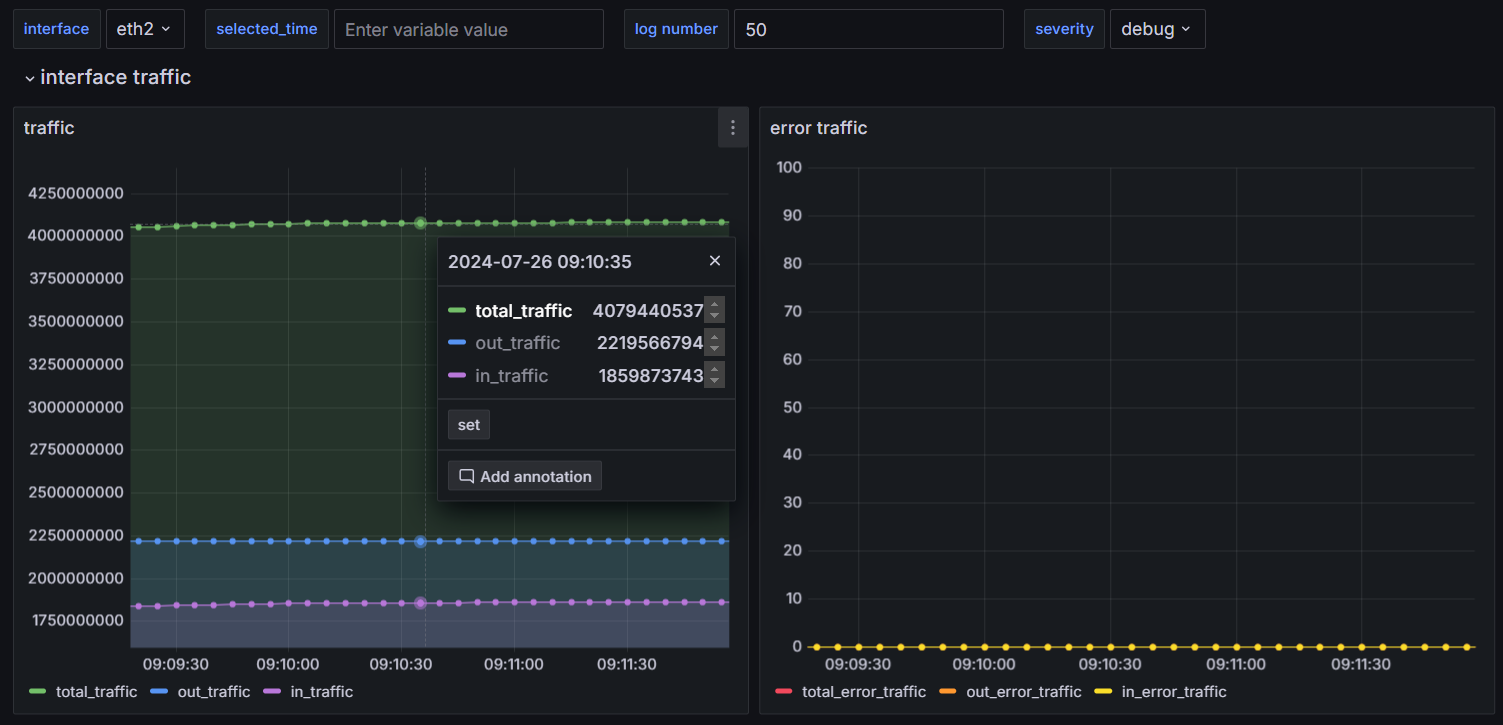 interface eth2 selected_time Enter variable value log number 50 severity debug
interface traffic
traffic
4250000000
4000000000
3750000000
3500000000
3250000000
3000000000
2750000000
2500000000
2250000000
2000000000
1750000000
09:09:30 09:10:00 09:10:30 09:11:00 09:11:30
total_traffic out_traffic in_traffic
2024-07-26 09:10:35
total_traffic 4079440537
out_traffic 2219566794
in_traffic 1859873743
set
Add annotation
error traffic
100
90
80
70
60
50
40
30
20
10
0
09:09:30 09:10:00 09:10:30 09:11:00 09:11:30
total_error_traffic out_error_traffic in_error_traffic